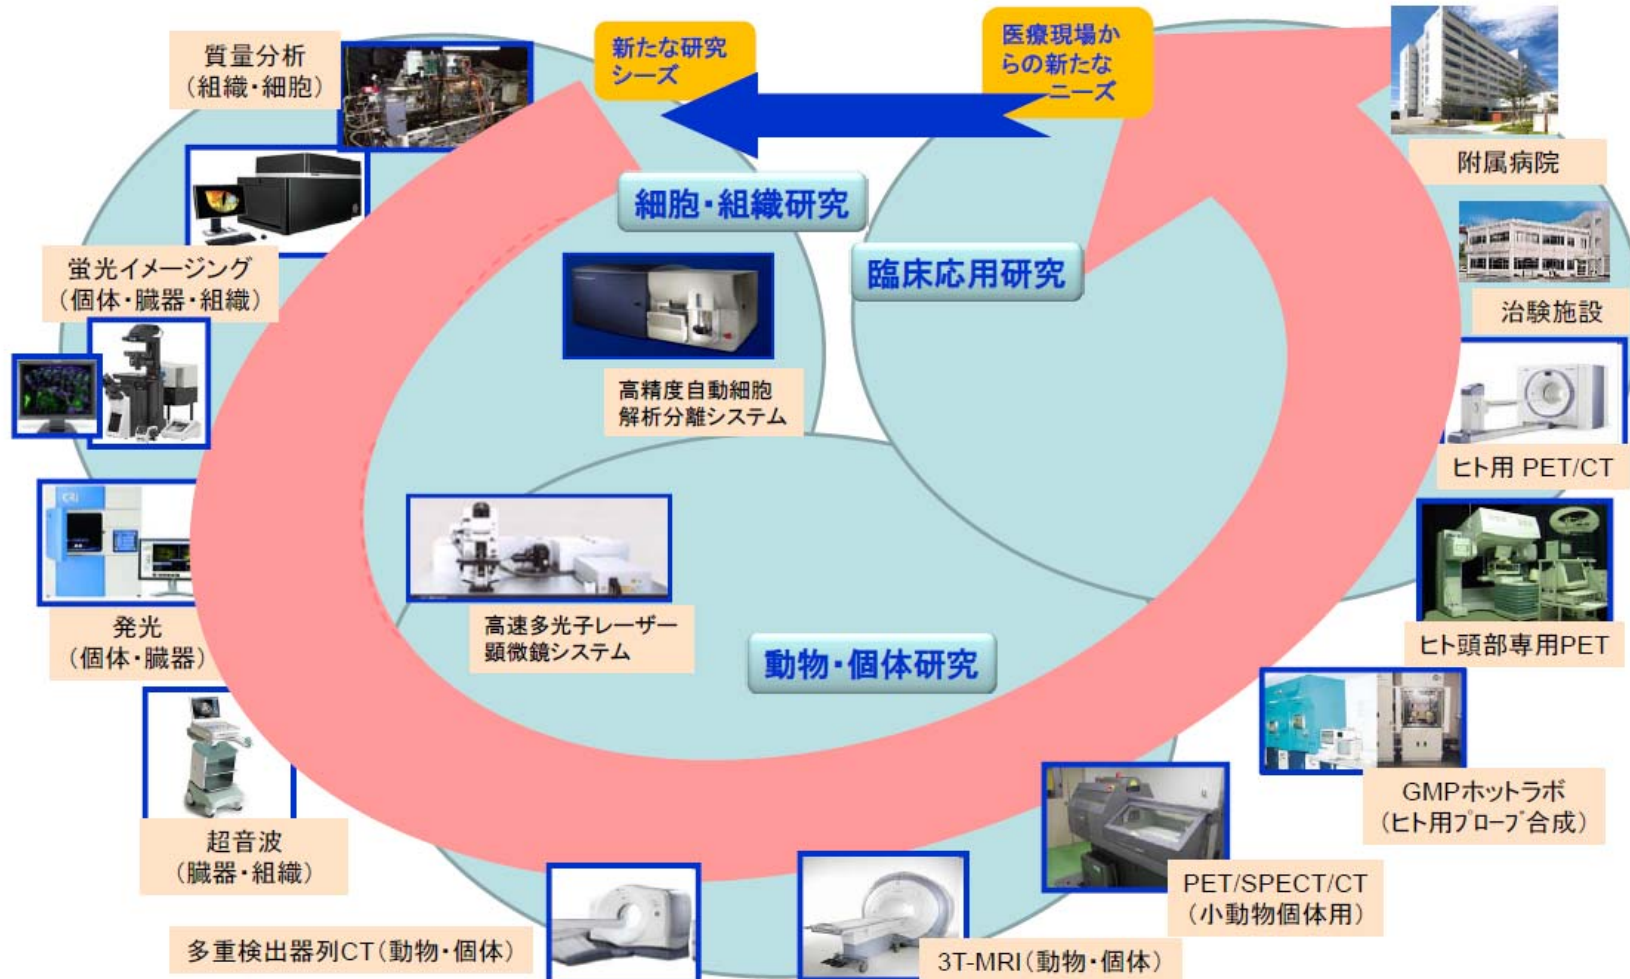 質量分析
（組織・細胞）
新たな研究
シーズ
医療現場か
らの新たな
ニーズ
附属病院
細胞・組織研究
臨床応用研究
蛍光イメージング
（個体・臓器・組織）
治験施設
高精度自動細胞
解析分離システム
ヒト用 PET/CT
CRi
発光
（個体・臓器）
高速多光子レーザー
顕微鏡システム
動物・個体研究
ヒト頭部専用PET
超音波
（臓器・組織）
GMPホットラボ
（ヒト用プローブ合成）
PET/SPECT/CT
（小動物個体用）
多重検出器列CT（動物・個体）
3T-MRI（動物・個体）